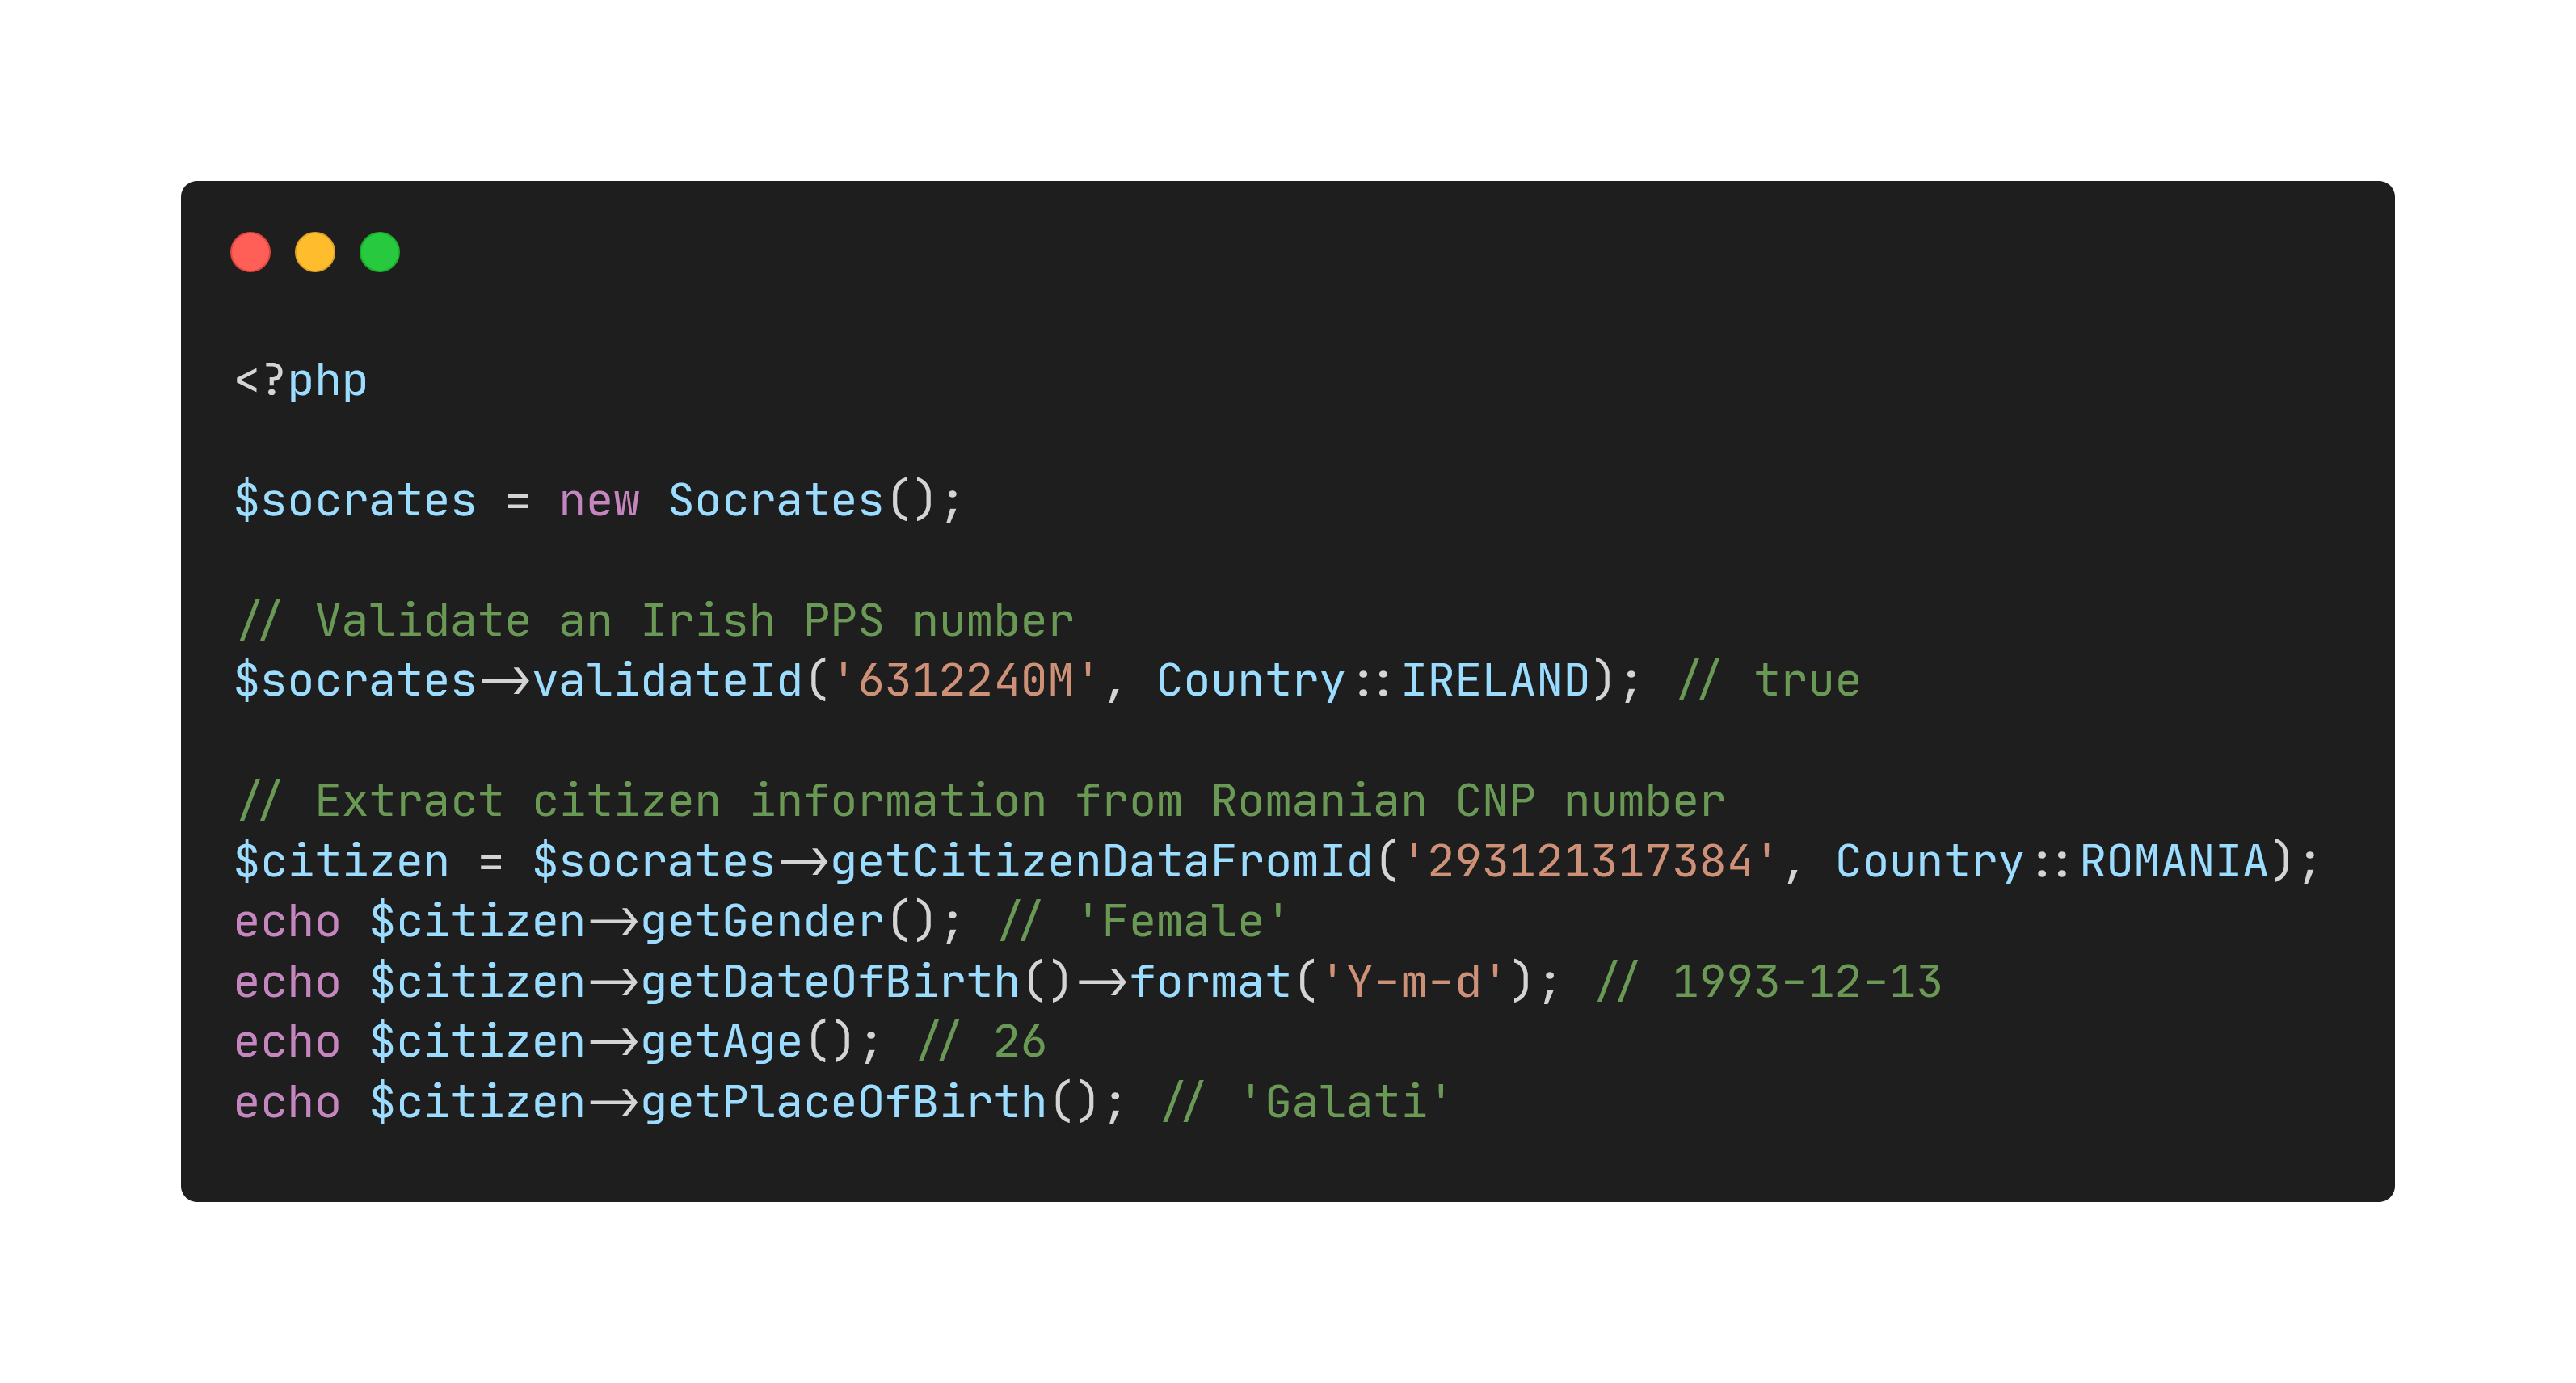 <?php
$socrates = new Socrates();
// Validate an Irish PPS number
$socrates->validateId('6312240M', Country::IRELAND); // true
// Extract citizen information from Romanian CNP number
$citizen = $socrates->getCitizenDataFromId('293121317384', Country::ROMANIA);
echo $citizen->getGender(); // 'Female'
echo $citizen->getDateOfBirth()->format('Y-m-d'); // 1993-12-13
echo $citizen->getAge(); // 26
echo $citizen->getPlaceOfBirth(); // 'Galati'